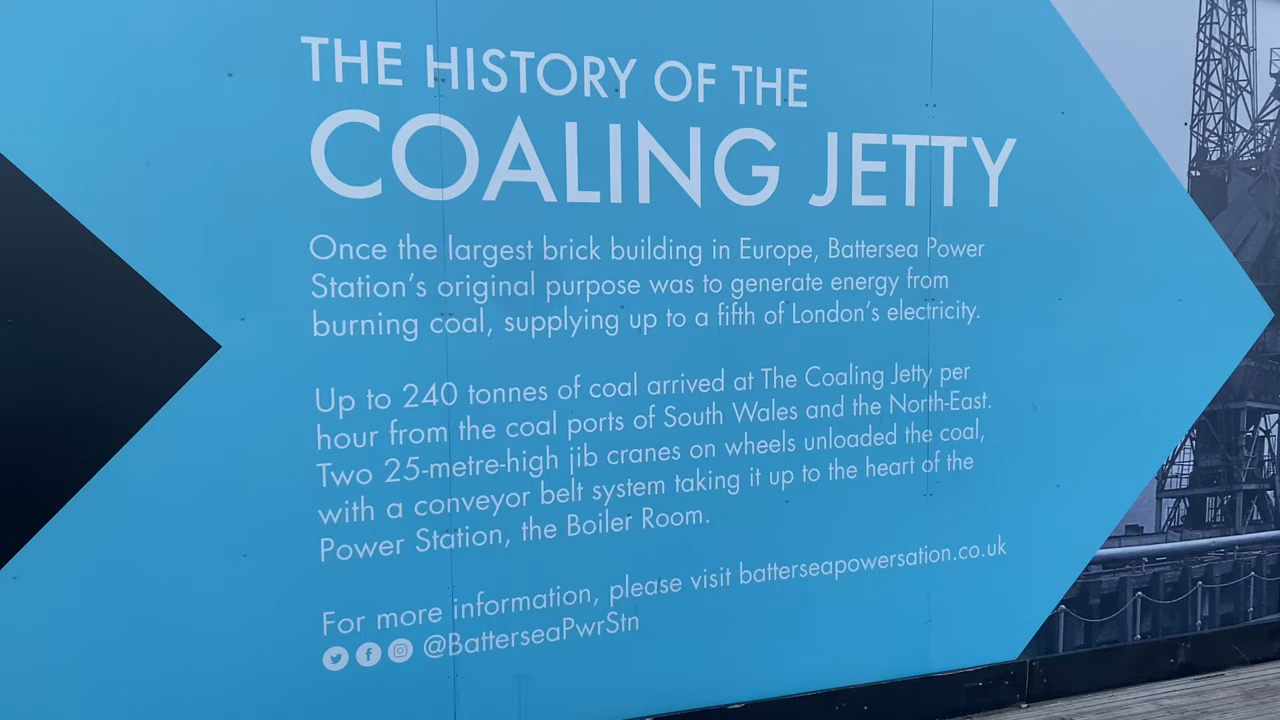 THE HISTORY OF THE
COALING JETTY
Once the largest brick building in Europe, Battersea Power
Station's original purpose was to generate energy from
burning coal, supplying up to a fifth of London's electricity.
Up to 240 tonnes of coal arrived at The Coaling Jetty per
hour from the coal ports of South Wales and the North-East.
Two 25-metre-high jib cranes on wheels unloaded the coal,
with a conveyor belt system taking it up to the heart of the
Power Station, the Boiler Room.
For more information, please visit batterseapowersation.co.uk
@BatterseaPwrStn